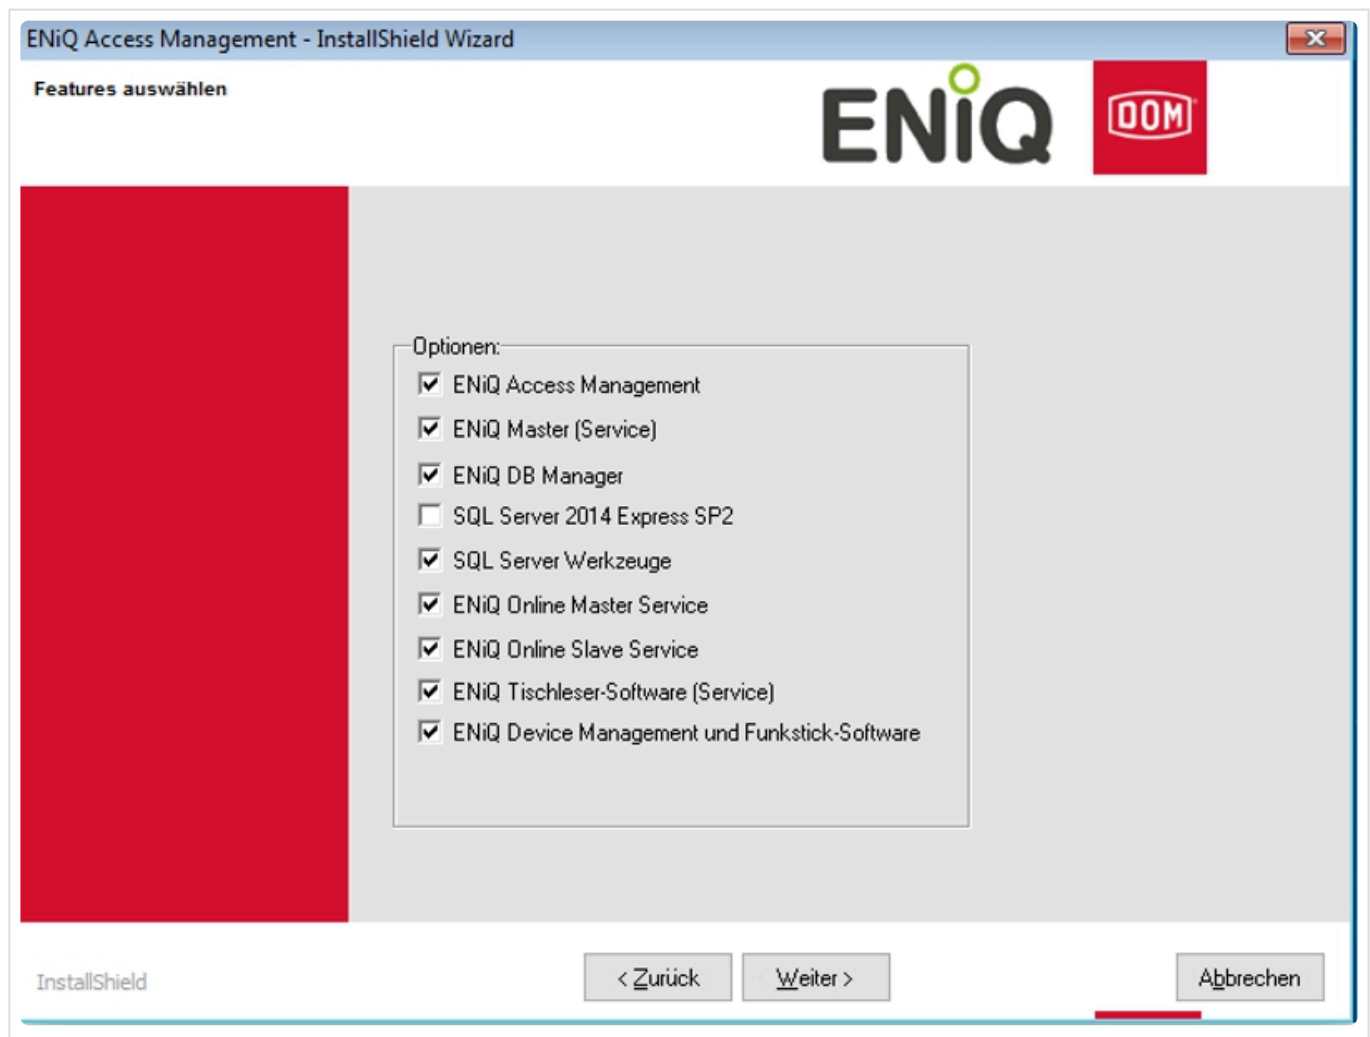 ENiQ Access Management - InstallShield Wizard
Features auswählen
ENiQ
DOM
Optionen:
ENiQ Access Management
ENiQ Master (Service)
ENiQ DB Manager
SQL Server 2014 Express SP2
SQL Server Werkzeuge
ENiQ Online Master Service
ENiQ Online Slave Service
ENiQ Tischleser-Software (Service)
ENiQ Device Management und Funkstick-Software
InstallShield
< Zurück
Weiter >
Abbrechen